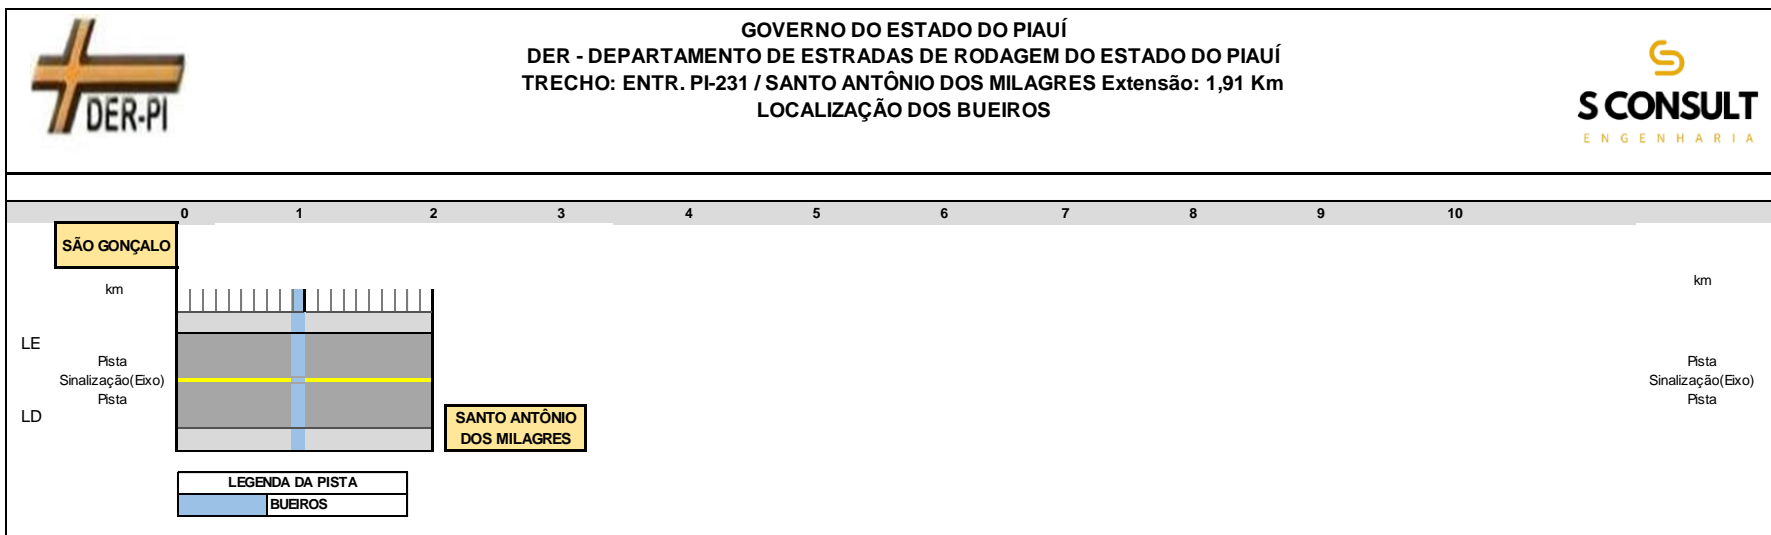 GOVERNO DO ESTADO DO PIAUÍ
DER - DEPARTAMENTO DE ESTRADAS DE RODAGEM DO ESTADO DO PIAUÍ
TRECHO: ENTR. PI-231 / SANTO ANTÔNIO DOS MILAGRES Extensão: 1,91 Km
LOCALIZAÇÃO DOS BUEIROS
DER-PI
S CONSULT
ENGENHARIA
0 1 2 3 4 5 6 7 8 9 10
SÃO GONÇALO
km
km
LE
Pista
Sinalização(Eixo)
Pista
LD
Pista
Sinalização(Eixo)
Pista
SANTO ANTÔNIO
DOS MILAGRES
LEGENDA DA PISTA
BUEIROS